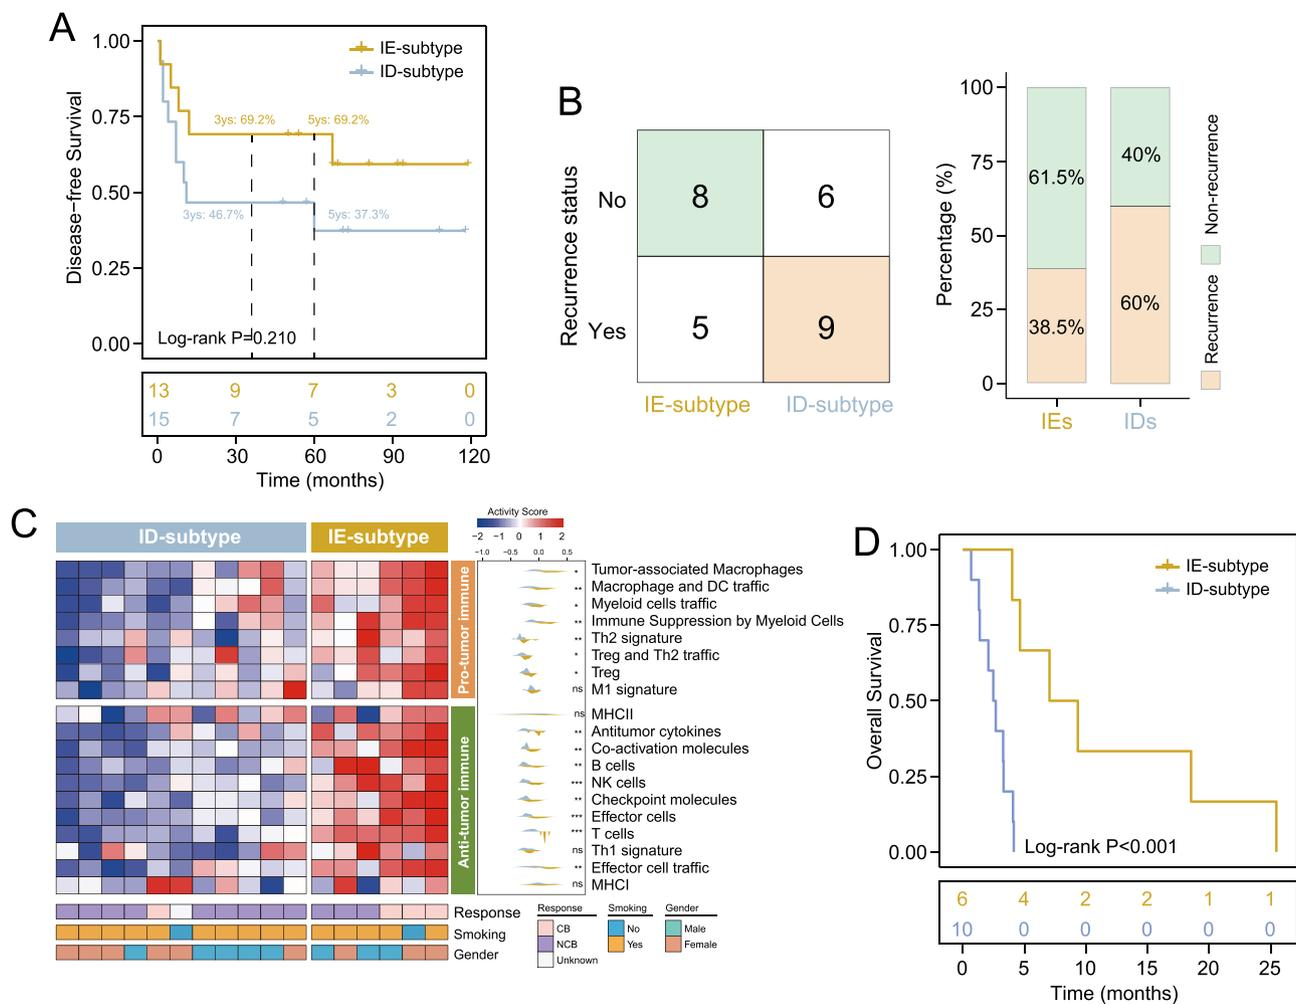 A
1.00
0.75
0.50
0.25
0.00
Disease-free Survival
IE-subtype
ID-subtype
3ys: 69.2%
5ys: 69.2%
3ys: 46.7%
5ys: 37.3%
Log-rank P=0.210
13 9 7 3 0
15 7 5 2 0
0 30 60 90 120
Time (months)
B
Recurrence status
No
Yes
8 6
5 9
IE-subtype ID-subtype
Percentage (%)
100
75
50
25
0
61.5%
38.5%
40%
60%
IEs IDs
Non-recurrence
Recurrence
C
ID-subtype
IE-subtype
Activity Score
-2 -1 0 1 2
-1.0 -0.5 0.0 0.5
Pro-tumor immune
* Tumor-associated Macrophages
** Macrophage and DC traffic
* Myeloid cells traffic
** Immune Suppression by Myeloid Cells
** Th2 signature
* Treg and Th2 traffic
* Treg
ns M1 signature
Anti-tumor immune
ns MHCII
** Antitumor cytokines
** Co-activation molecules
** B cells
*** NK cells
** Checkpoint molecules
*** Effector cells
*** T cells
ns Th1 signature
** Effector cell traffic
ns MHCI
Response
Smoking
Gender
Response
CB
NCB
Unknown
Smoking
No
Yes
Gender
Male
Female
D
1.00
0.75
0.50
0.25
0.00
Overall Survival
IE-subtype
ID-subtype
Log-rank P<0.001
6 4 2 2 1 1
10 0 0 0 0 0
0 5 10 15 20 25
Time (months)